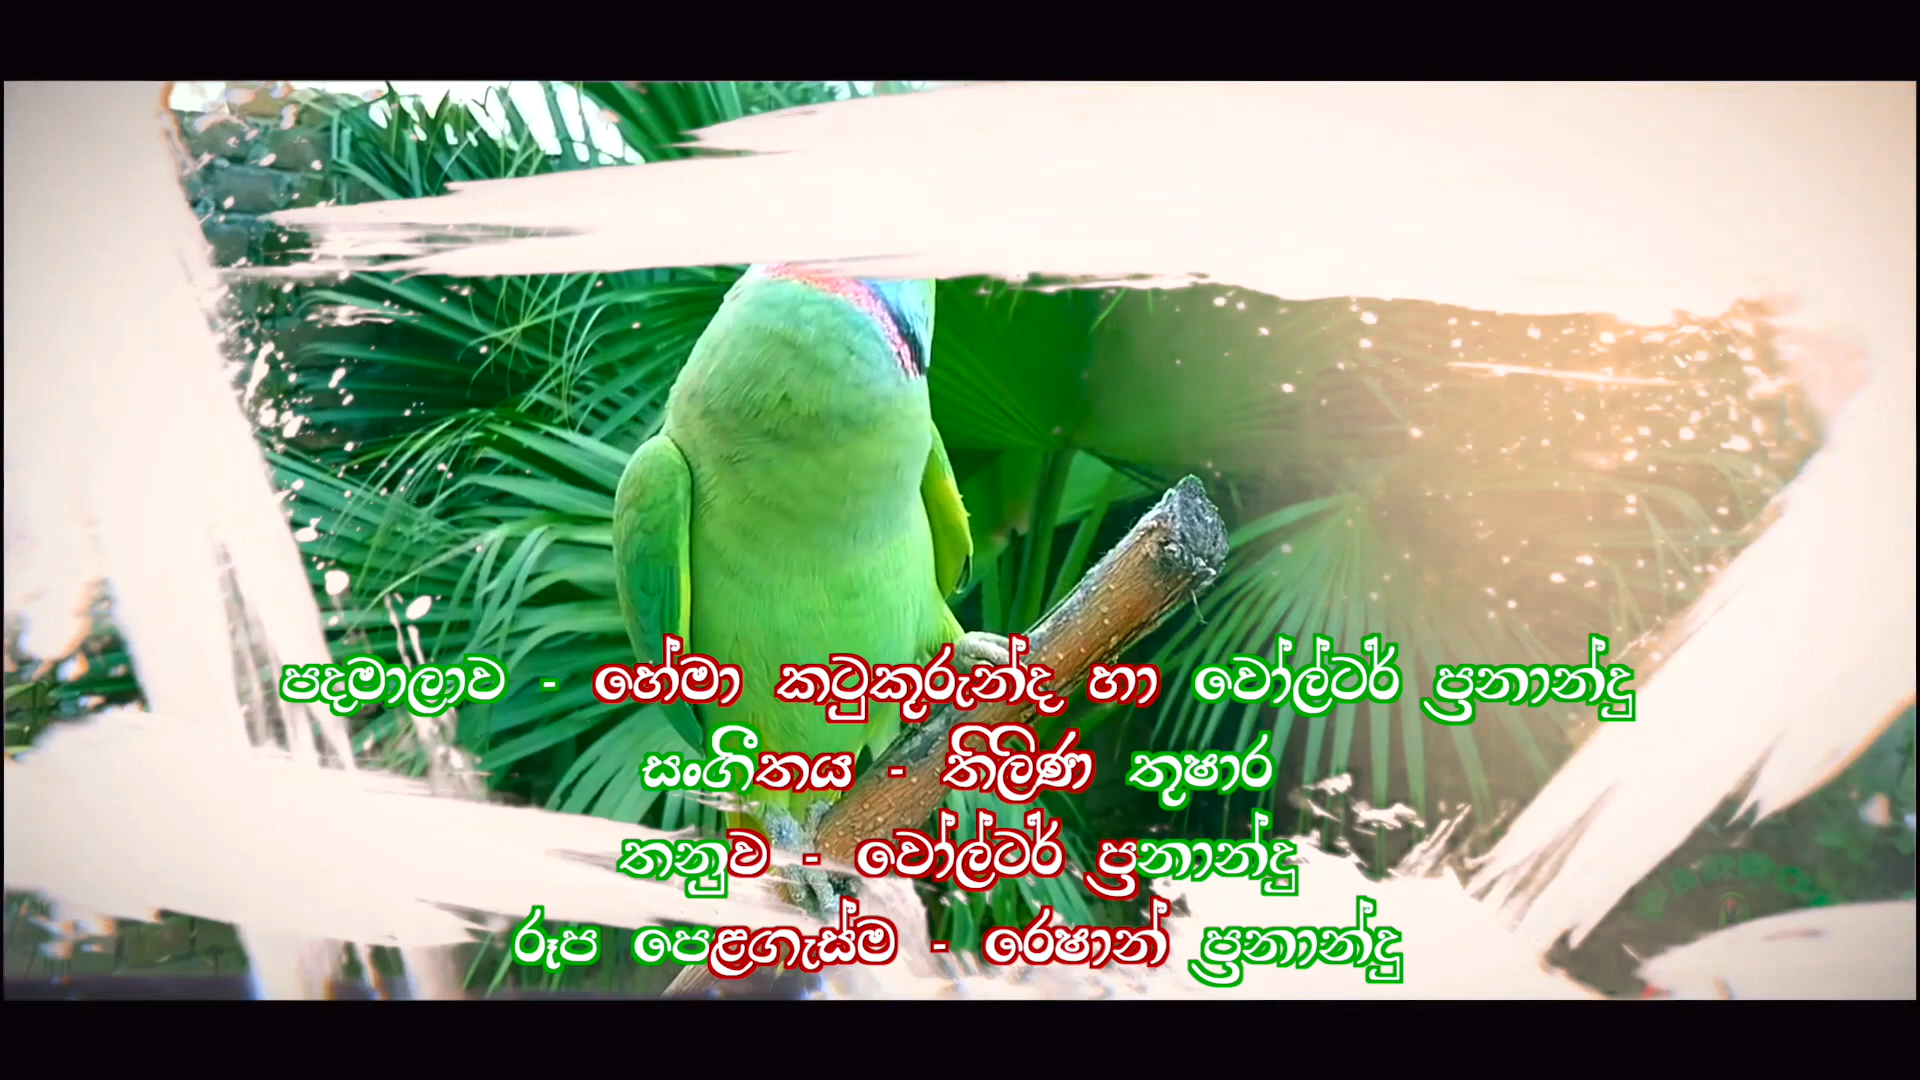 පදමාලාව - හේමා කටුකුරුන්ද හා වෝල්ටර් ප්‍රනාන්දු
සංගීතය - තිලිණ තුෂාර
තනුව - වෝල්ටර් ප්‍රනාන්දු
රූප පෙළගැස්ම - රෙෂාන් ප්‍රනාන්දු